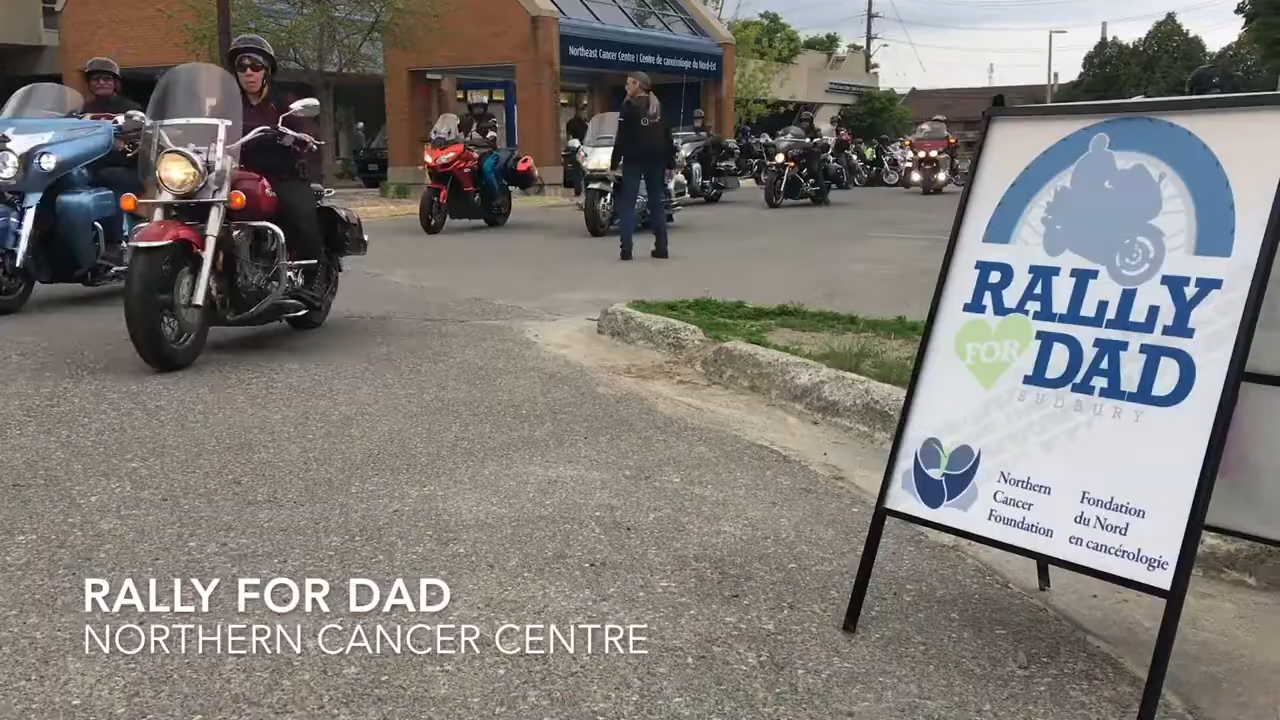 Northeast Cancer Centre | Centre de cancérologie du Nord-Est
RALLY
FOR DAD
SUDBURY
Northern
Cancer
Foundation
Fondation
du Nord
en cancérologie
RALLY FOR DAD
NORTHERN CANCER CENTRE